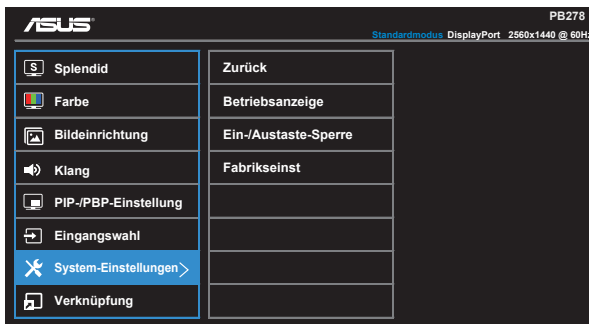 ASUS
PB278
Standardmodus DisplayPort 2560x1440 @ 60Hz
S Splendid
Farbe
Bildeinrichtung
Klang
PIP-/PBP-Einstellung
Eingangswahl
System-Einstellungen
Verknüpfung
Zurück
Betriebsanzeige
Ein-/Austaste-Sperre
Fabrikseinst